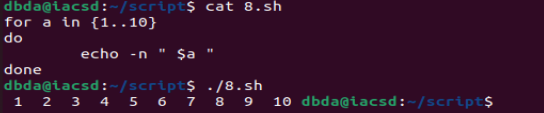 dbda@iacsd:~/script$ cat 8.sh
for a in {1..10}
do
        echo -n " $a "
done
dbda@iacsd:~/script$ ./8.sh
 1  2  3  4  5  6  7  8  9  10 dbda@iacsd:~/script$